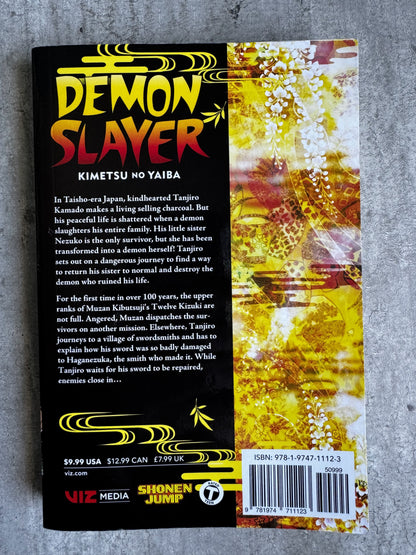 DEMON
SLAYER
KIMETSU NO YAIBA
In Taisho-era Japan, kindhearted Tanjiro
Kamado makes a living selling charcoal. But
his peaceful life is shattered when a demon
slaughters his entire family. His little sister
Nezuko is the only survivor, but she has been
transformed into a demon herself! Tanjiro
sets out on a dangerous journey to find a way
to return his sister to normal and destroy the
demon who ruined his life.
For the first time in over 100 years, the upper
ranks of Muzan Kibutsuji's Twelve Kizuki are
not full. Angered, Muzan dispatches the sur-
vivors on another mission. Elsewhere, Tanjiro
journeys to a village of swordsmiths and has to
explain how his sword was so badly damaged
to Haganezuka, the smith who made it. While
Tanjiro waits for his sword to be repaired,
enemies close in...
$9.99 USA $12.99 CAN £7.99 UK
viz.com
VIZ MEDIA
SHONEN
JUMP
T
ISBN: 978-1-9747-1112-3
50999
9 781974 711123